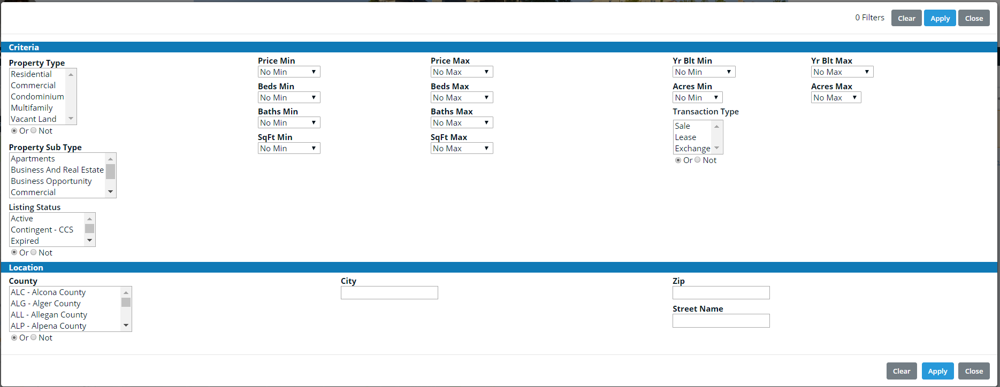 0 Filters Clear Apply Close
Criteria
Property Type
Residential
Commercial
Condominium
Multifamily
Vacant Land
Or Not
Property Sub Type
Apartments
Business And Real Estate
Business Opportunity
Commercial
Listing Status
Active
Contingent - CCS
Expired
Or Not
Price Min Price Max
No Min No Max
Beds Min Beds Max
No Min No Max
Baths Min Baths Max
No Min No Max
SqFt Min SqFt Max
No Min No Max
Yr Blt Min Yr Blt Max
No Min No Max
Acres Min Acres Max
No Min No Max
Transaction Type
Sale
Lease
Exchange
Or Not
Location
County
ALC - Alcona County
ALG - Alger County
ALL - Allegan County
ALP - Alpena County
Or Not
City
Zip
Street Name
Clear Apply Close